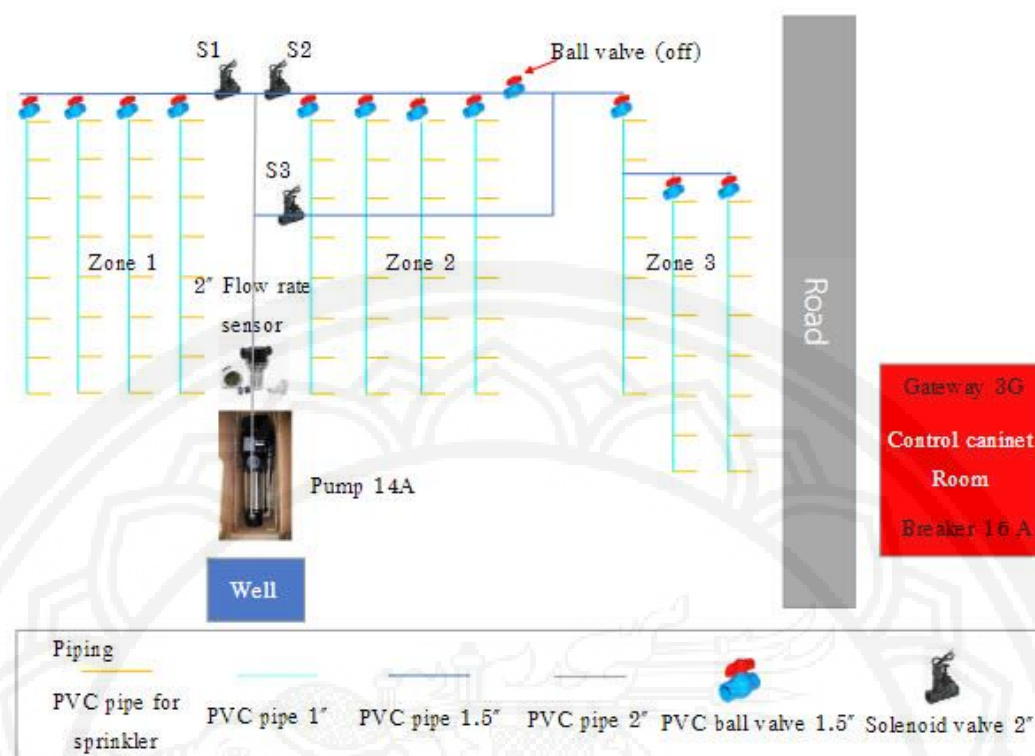 S1
S2
Ball valve (off)
S3
Zone 1
Zone 2
Zone 3
2" Flow rate
sensor
Road
Pump 14A
Well
Gateway 3G
Control caninet
Room
Breaker 16 A
Piping
PVC pipe for
sprinkler
PVC pipe 1"
PVC pipe 1.5"
PVC pipe 2"
PVC ball valve 1.5"
Solenoid valve 2"